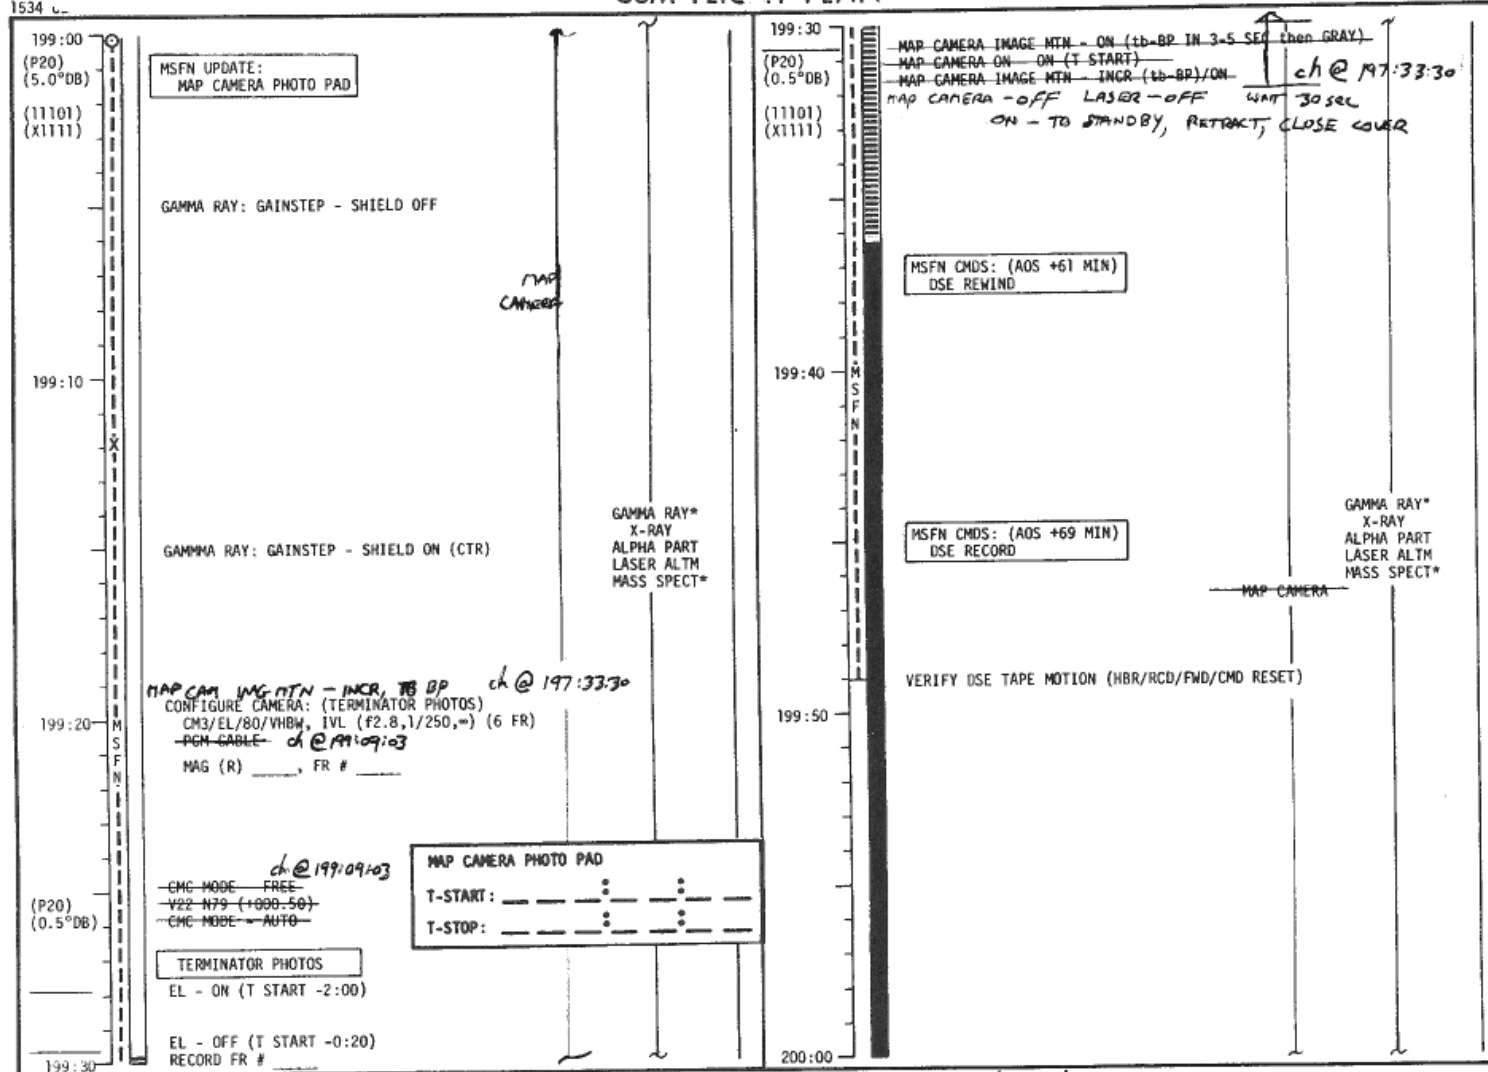 1534
CSM FLIGHT PLAN
199:00
(P20)
(5.0°DB)
(11101)
(X1111)
MSFN UPDATE:
MAP CAMERA PHOTO PAD
GAMMA RAY: GAINSTEP - SHIELD OFF
MAP
CAMERA
199:10
X
GAMMA RAY*
X-RAY
ALPHA PART
LASER ALTM
MASS SPECT*
GAMMMA RAY: GAINSTEP - SHIELD ON (CTR)
MAP CAM IMG MTN - INCR, TB BP ch @ 197:33:30
CONFIGURE CAMERA: (TERMINATOR PHOTOS)
199:20
CM3/EL/80/VHBW, IVL (f2.8,1/250,∞) (6 FR)
PCM CABLE ch @ 199:09:03
MAG (R) _____, FR # _____
MSFN
ch @ 199:09:03
CMC MODE - FREE
V22 N79 (+000.50)
CMC MODE - AUTO
(P20)
(0.5°DB)
MAP CAMERA PHOTO PAD
T-START: _ _ _:_ _:_ _
T-STOP: _ _ _:_ _:_ _
TERMINATOR PHOTOS
EL - ON (T START -2:00)
EL - OFF (T START -0:20)
RECORD FR # _____
199:30
199:30
(P20)
(0.5°DB)
(11101)
(X1111)
MAP CAMERA IMAGE MTN - ON (tb-BP IN 3-5 SEC then GRAY)
MAP CAMERA ON - ON (T START)
MAP CAMERA IMAGE MTN - INCR (tb-BP)/ON ch @ 197:33:30
MAP CAMERA - OFF LASER - OFF WAIT 30 SEC
ON - TO STANDBY, RETRACT, CLOSE COVER
MSFN CMDS: (AOS +61 MIN)
DSE REWIND
199:40
MSFN
MSFN CMDS: (AOS +69 MIN)
DSE RECORD
GAMMA RAY*
X-RAY
ALPHA PART
LASER ALTM
MASS SPECT*
MAP CAMERA
VERIFY DSE TAPE MOTION (HBR/RCD/FWD/CMD RESET)
199:50
200:00